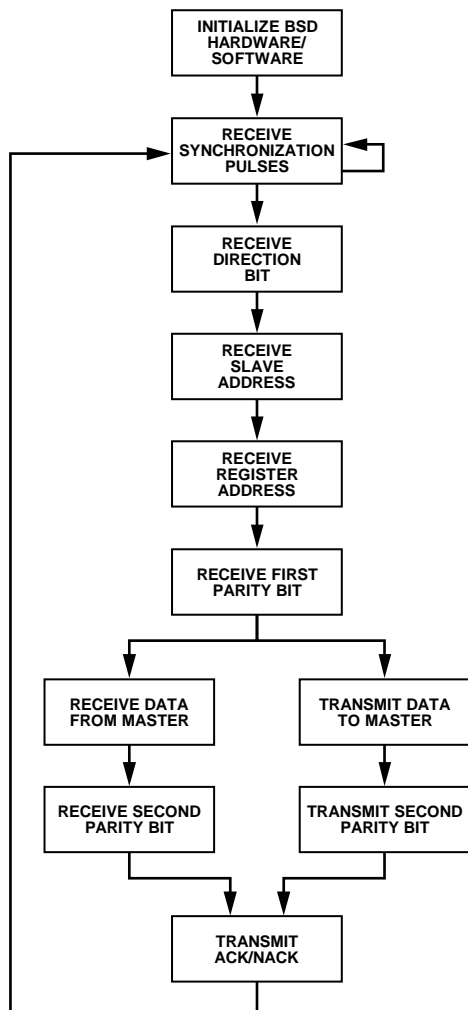 INITIALIZE BSD
HARDWARE/
SOFTWARE
RECEIVE
SYNCHRONIZATION
PULSES
RECEIVE
DIRECTION
BIT
RECEIVE
SLAVE
ADDRESS
RECEIVE
REGISTER
ADDRESS
RECEIVE FIRST
PARITY BIT
RECEIVE DATA
FROM MASTER
TRANSMIT DATA
TO MASTER
RECEIVE SECOND
PARITY BIT
TRANSMIT SECOND
PARITY BIT
TRANSMIT
ACK/NACK